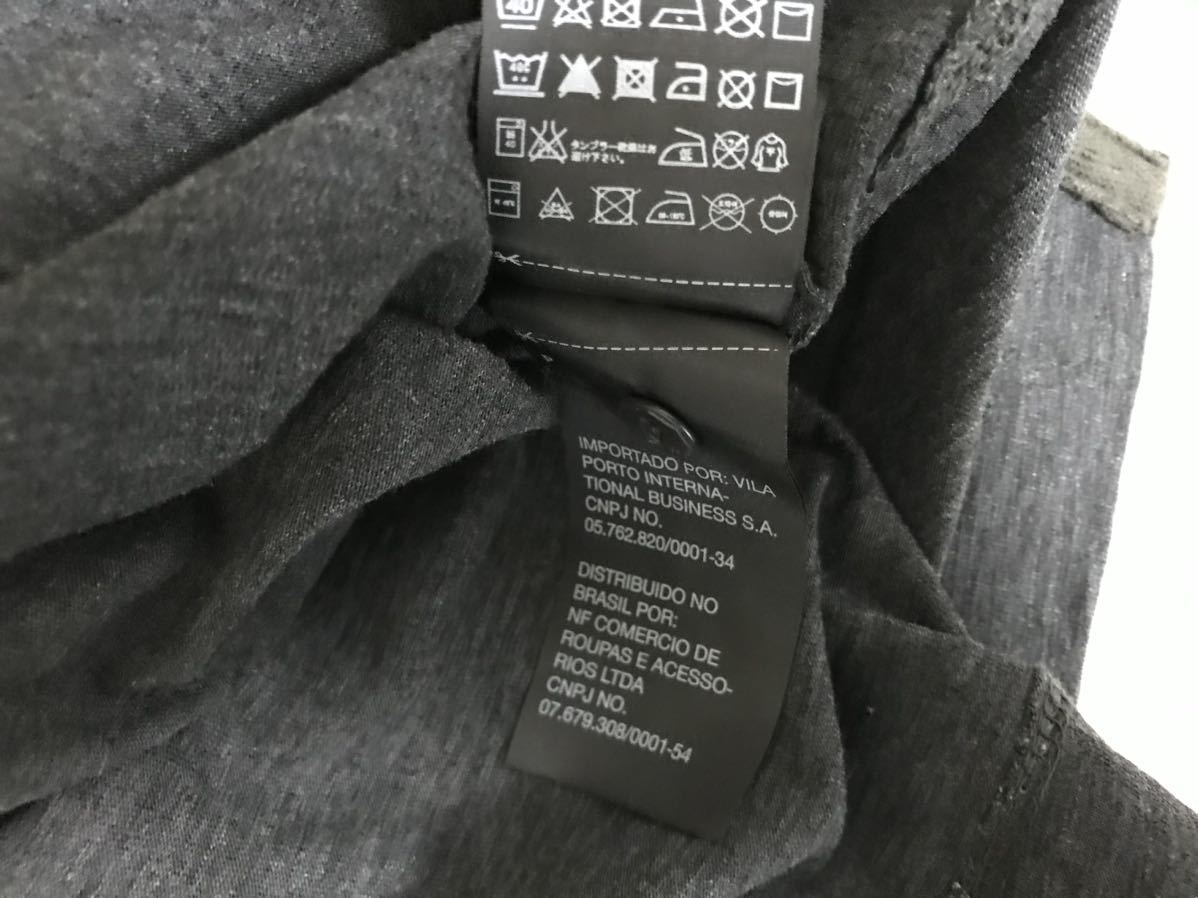 40
タンブラー乾燥はお
避け下さい。
IMPORTADO POR: VILA
PORTO INTERNA-
TIONAL BUSINESS S.A.
CNPJ NO.
05.762.820/0001-34
DISTRIBUIDO NO
BRASIL POR:
NF COMERCIO DE
ROUPAS E ACESSO-
RIOS LTDA
CNPJ NO.
07.679.308/0001-54